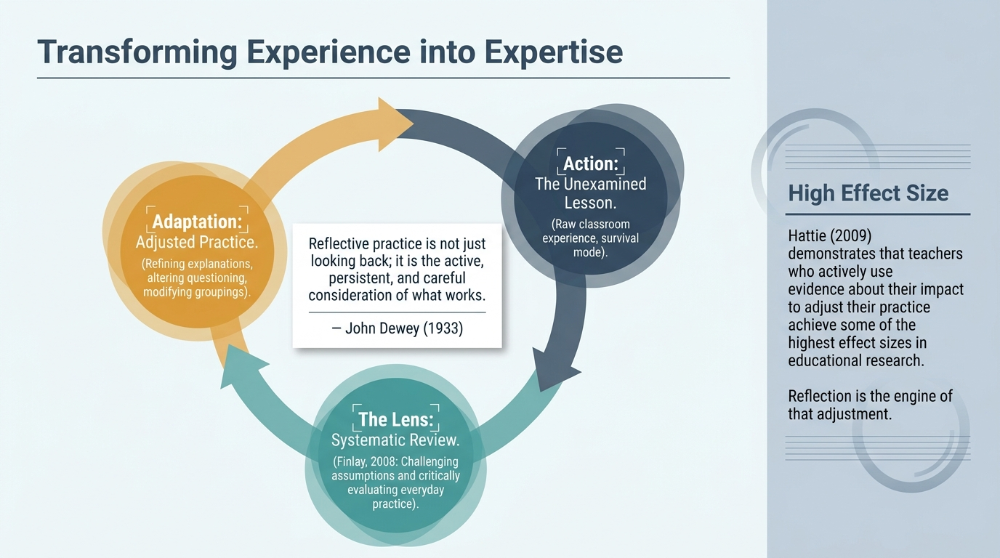 Transforming Experience into Expertise
Action:
The Unexamined
Lesson.
(Raw classroom
experience, survival
mode).
Adaptation:
Adjusted Practice.
(Refining explanations,
altering questioning,
modifying groupings).
Reflective practice is not just
looking back; it is the active,
persistent, and careful
consideration of what works.
— John Dewey (1933)
The Lens:
Systematic Review.
(Finlay, 2008: Challenging
assumptions and critically
evaluating everyday
practice).
High Effect Size
Hattie (2009)
demonstrates that teachers
who actively use
evidence about their impact
to adjust their practice
achieve some of the
highest effect sizes in
educational research.
Reflection is the engine of
that adjustment.